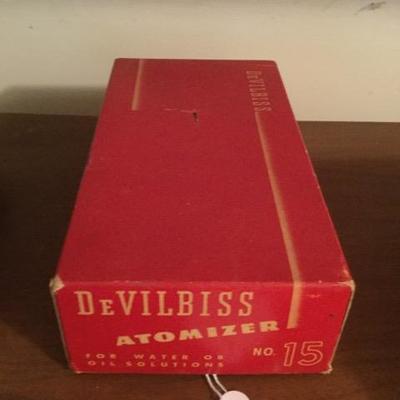 DEVILBISS
DEVILBISS
ATOMIZER
FOR WATER OR
OIL SOLUTIONS
NO. 15